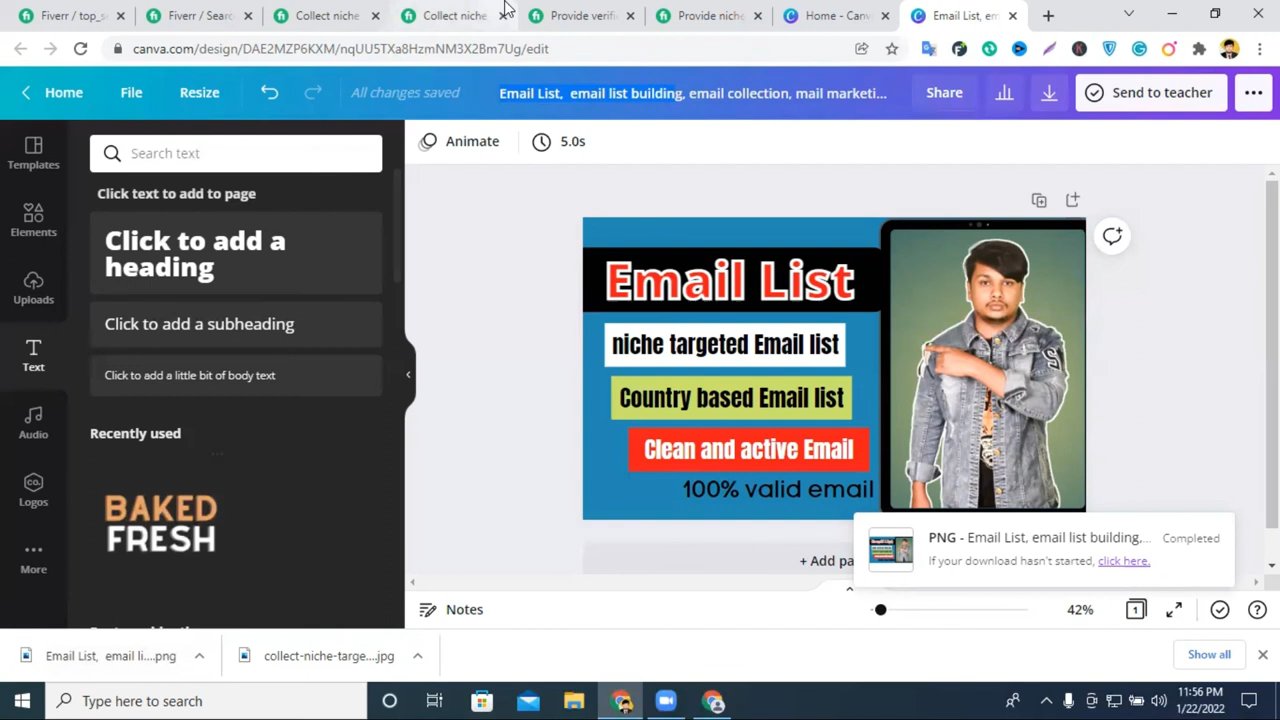 Fiverr / top_s
Fiverr / Searc
Collect niche
Collect niche
Provide verifi
Provide niche
Home - Canv
Email List, em
canva.com/design/DAE2MZP6KXM/nqUU5TXa8HzmNM3X2Bm7Ug/edit
Home
File
Resize
All changes saved
Email List,  email list building, email collection, mail marketi...
Share
Send to teacher
Templates
Elements
Uploads
Text
Audio
Logos
More
Search text
Click text to add to page
Click to add a
heading
Click to add a subheading
Click to add a little bit of body text
Recently used
BAKED
FRESH
Animate
5.0s
Email List
niche targeted Email list
Country based Email list
Clean and active Email
100% valid email
+ Add pa
PNG - Email List, email list building,...
Completed
If your download hasn't started, click here.
Notes
42%
1
Email List,  email li....png
collect-niche-targe....jpg
Show all
Type here to search
11:56 PM
1/22/2022